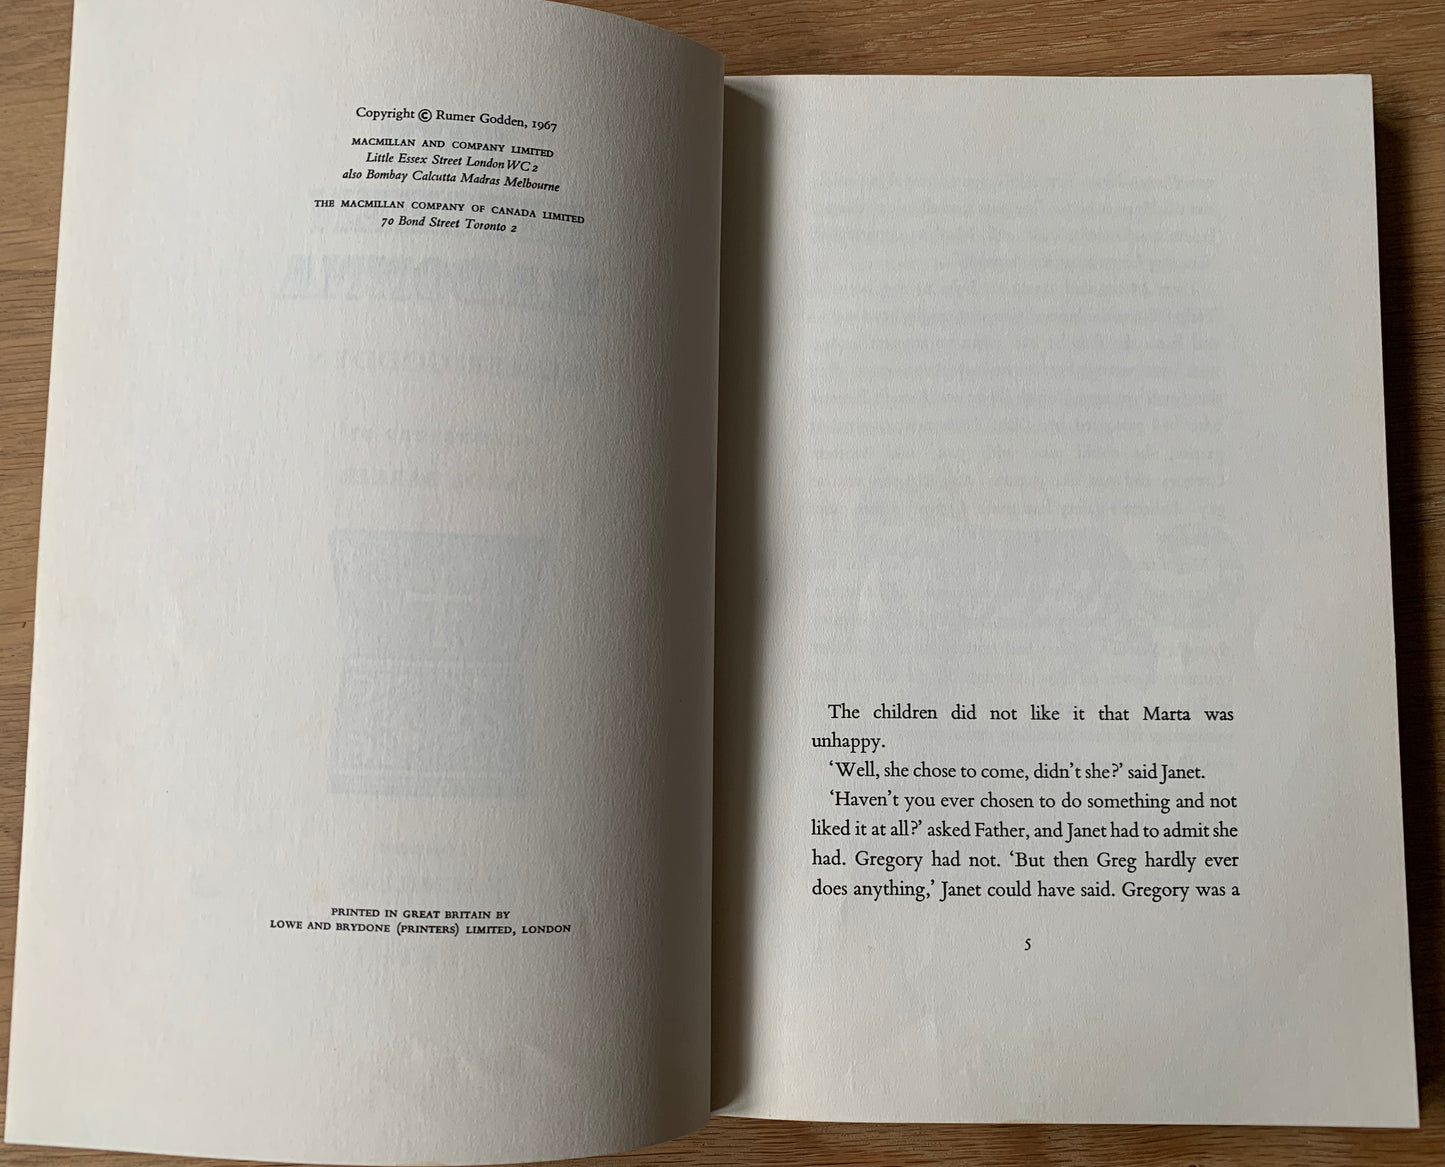 Copyright © Rumer Godden, 1967
MACMILLAN AND COMPANY LIMITED
Little Essex Street London WC2
also Bombay Calcutta Madras Melbourne
THE MACMILLAN COMPANY OF CANADA LIMITED
70 Bond Street Toronto 2
PRINTED IN GREAT BRITAIN BY
LOWE AND BRYDONE (PRINTERS) LIMITED, LONDON
The children did not like it that Marta was
unhappy.
‘Well, she chose to come, didn’t she?’ said Janet.
‘Haven’t you ever chosen to do something and not
liked it at all?’ asked Father, and Janet had to admit she
had. Gregory had not. ‘But then Greg hardly ever
does anything,’ Janet could have said. Gregory was a
5